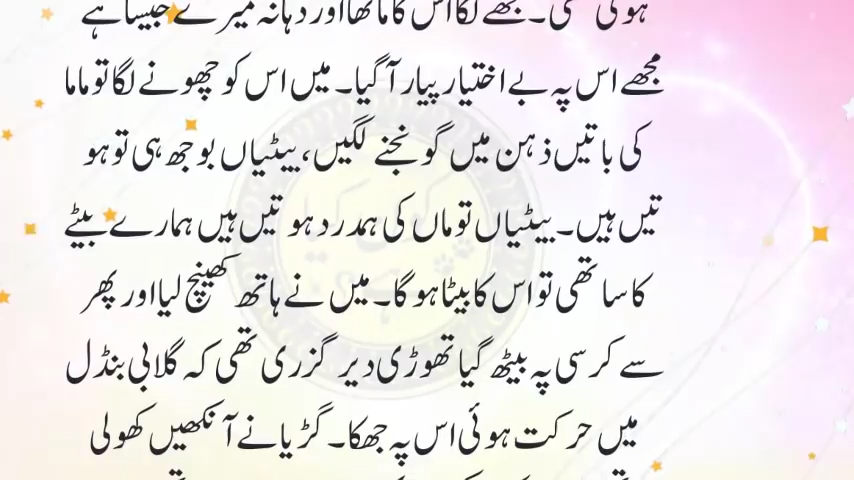 ہوئی تھی۔ مجھے لگا اس کا ماتھا اور دہانہ میرے جیسا ہے
مجھے اس پہ بے اختیار پیار آ گیا۔ میں اس کو چھونے لگا تو ماما
کی باتیں ذہن میں گونجنے لگیں، بیٹیاں بوجھ ہی تو ہو
تیں ہیں۔ بیٹیاں تو ماں کی ہمدرد ہو تیں ہیں ہمارے بیٹے
کا ساتھی تو اس کا بیٹا ہو گا۔ میں نے ہاتھ کھینچ لیا اور پھر
سے کرسی پہ بیٹھ گیا تھوڑی دیر گزری تھی کہ گلابی بنڈل
میں حرکت ہوئی اس پہ جھکا۔ گڑیا نے آنکھیں کھولی